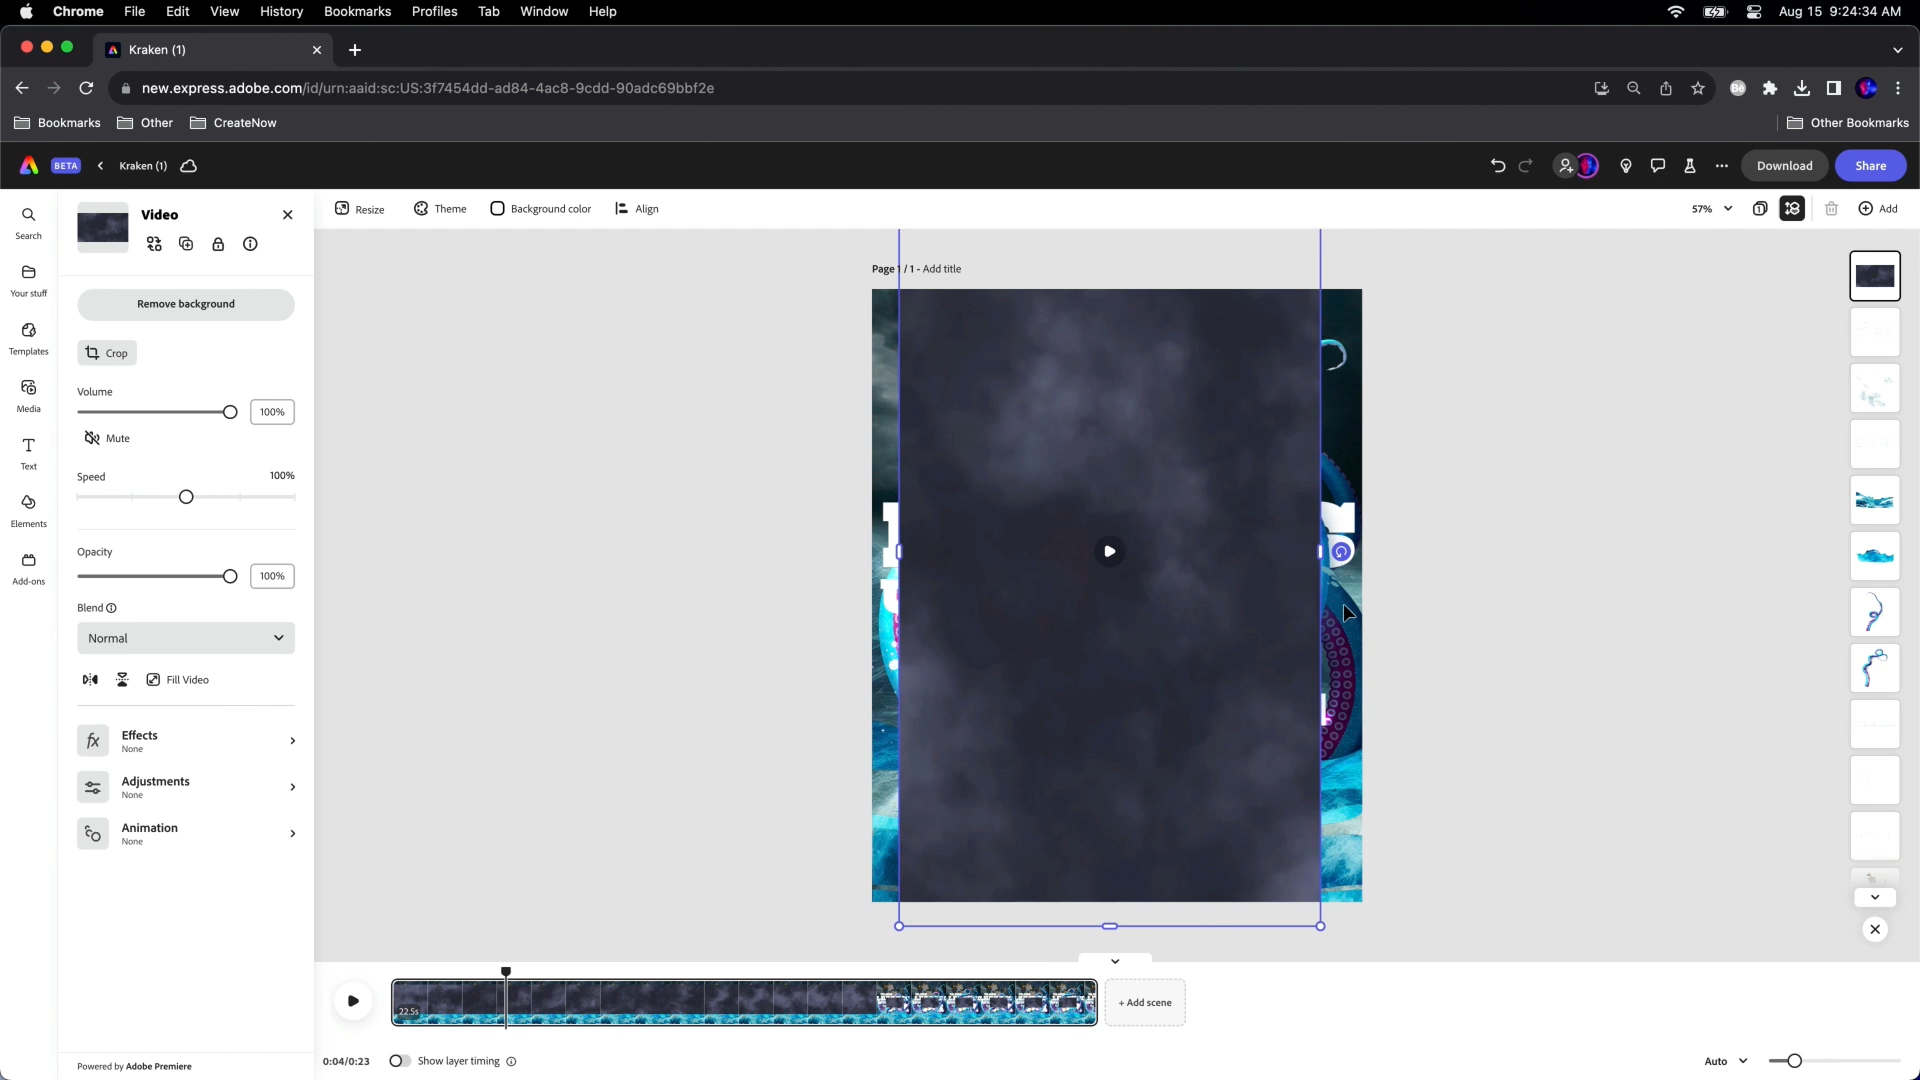 Chrome File Edit View History Bookmarks Profiles Tab Window Help Aug 15 9:24:34 AM
Kraken (1)
new.express.adobe.com/id/urn:aaid:sc:US:3f7454dd-ad84-4ac8-9cdd-90adc69bbf2e
Bookmarks Other CreateNow Other Bookmarks
BETA Kraken (1) Download Share
Video Resize Theme Background color Align 57% Add
Search
Your stuff
Templates
Media
Text
Elements
Add-ons
Remove background
Crop
Volume
100%
Mute
Speed 100%
Opacity
100%
Blend
Normal
Fill Video
fx Effects
None
Adjustments
None
Animation
None
Powered by Adobe Premiere
Page 1 / 1 - Add title
22.5s
+ Add scene
0:04/0:23 Show layer timing Auto